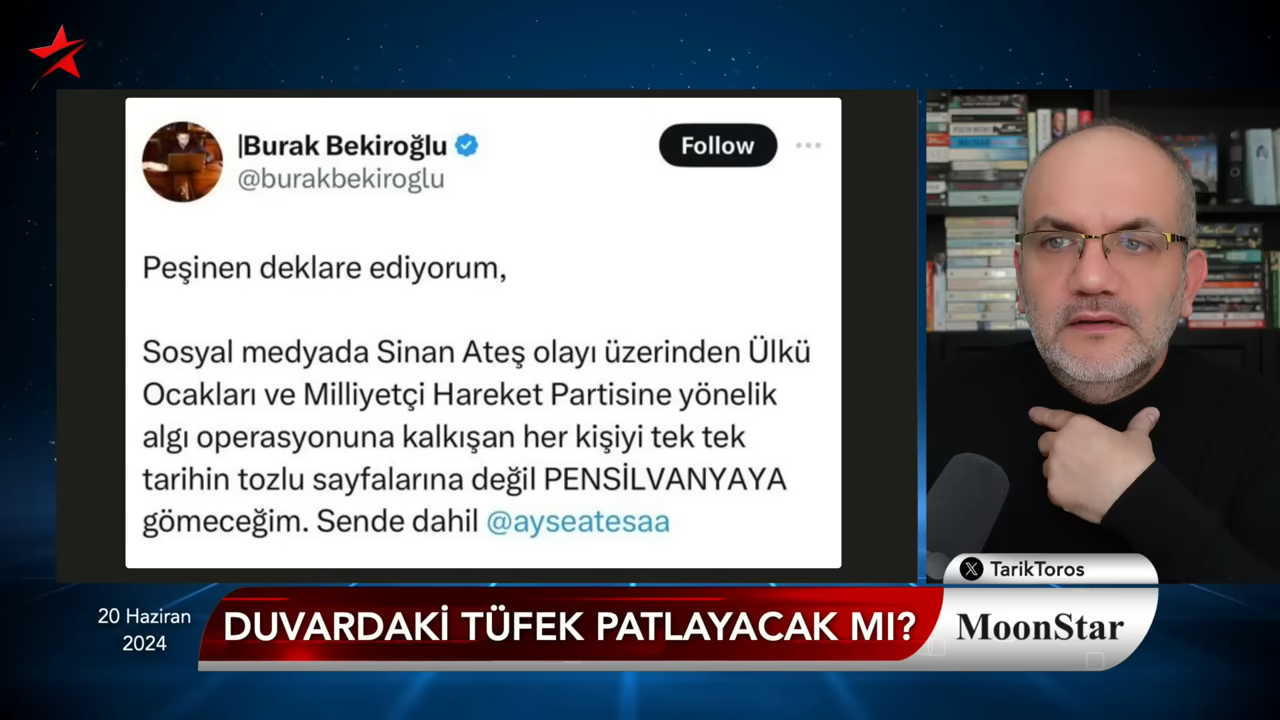 |Burak Bekiroğlu
Follow
@burakbekiroglu
Peşinen deklare ediyorum,
Sosyal medyada Sinan Ateş olayı üzerinden Ülkü
Ocakları ve Milliyetçi Hareket Partisine yönelik
algı operasyonuna kalkışan her kişiyi tek tek
tarihin tozlu sayfalarına değil PENSİLVANYAYA
gömeceğim. Sende dahil @ayseatesaa
X TarikToros
20 Haziran
2024
DUVARDAKİ TÜFEK PATLAYACAK MI?
MoonStar